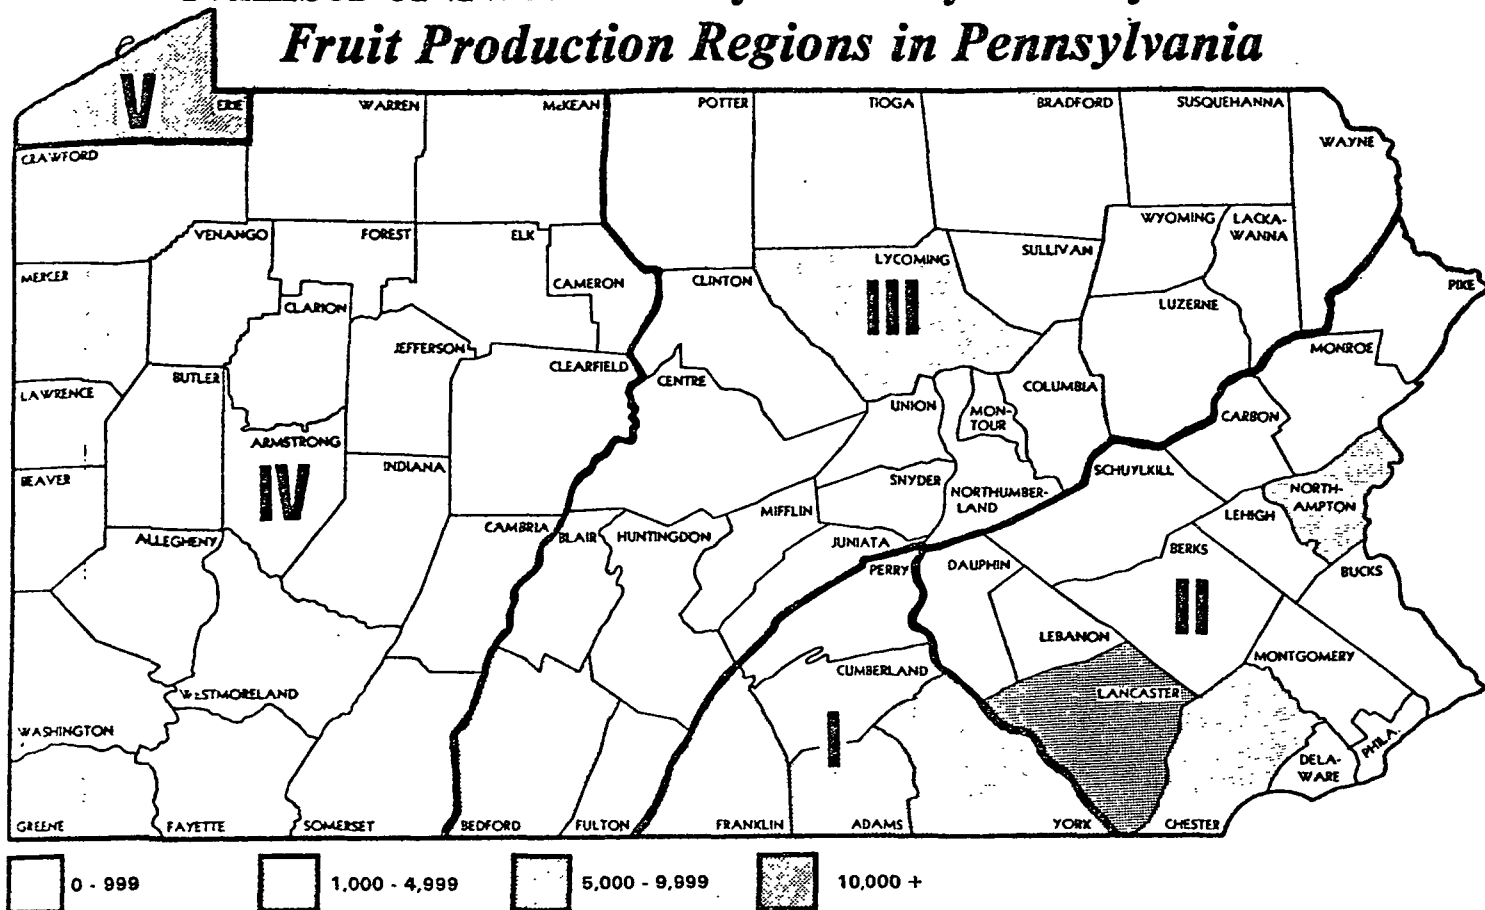 Fruit Production Regions in Pennsylvania
V
ERIE
WARREN
McKEAN
POTTER
TIOGA
BRADFORD
SUSQUEHANNA
WAYNE
CRAWFORD
VENANGO
FOREST
ELK
CAMERON
CLINTON
LYCOMING
III
SULLIVAN
WYOMING
LACKA-
WANNA
PIKE
MERCER
CLARION
JEFFERSON
CLEARFIELD
CENTRE
LUZERNE
MONROE
LAWRENCE
BUTLER
UNION
MON-
TOUR
COLUMBIA
CARBON
ARMSTRONG
IV
INDIANA
BEAVER
SNYDER
NORTHUMBER-
LAND
SCHUYLKILL
NORTH-
AMPTON
LEHIGH
ALLEGHENY
CAMBRIA
BLAIR
HUNTINGDON
MIFFLIN
JUNIATA
PERRY
DAUPHIN
BERKS
II
BUCKS
LEBANON
MONTGOMERY
WESTMORELAND
CUMBERLAND
I
LANCASTER
WASHINGTON
PHILA.
DELA-
WARE
GREENE
FAYETTE
SOMERSET
BEDFORD
FULTON
FRANKLIN
ADAMS
YORK
CHESTER
0 - 999
1,000 - 4,999
5,000 - 9,999
10,000 +